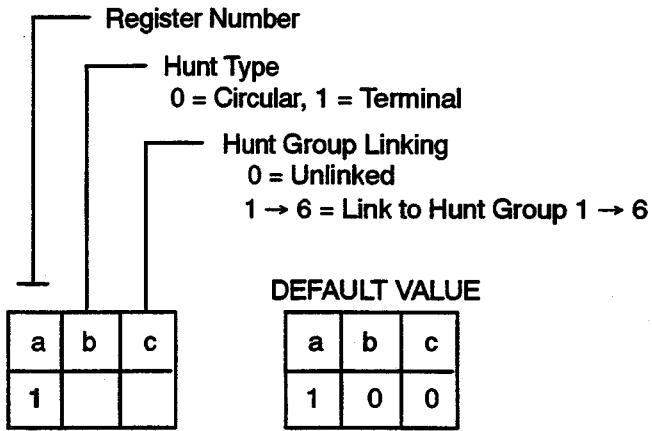 Register Number
Hunt Type
0 = Circular, 1 = Terminal
Hunt Group Linking
0 = Unlinked
1 → 6 = Link to Hunt Group 1 → 6
DEFAULT VALUE
a b c
1
a b c
1 0 0